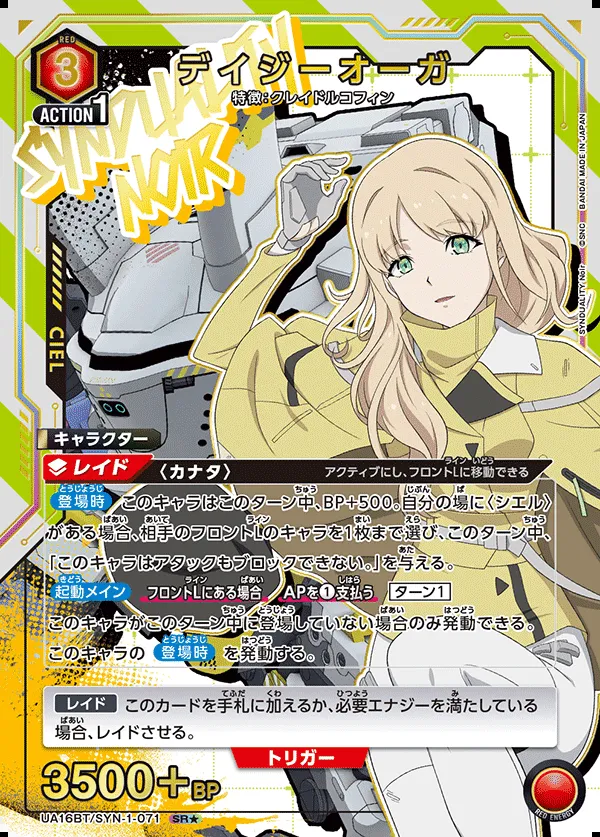 RED
3
ACTION 1
デイジーオーガ
特徴:クレイドルコフィン
SYNDUALITY
NOIR
CIEL
SYNDUALITY Noir ©SNC BANDAI MADE IN JAPAN
キャラクター
レイド 〈カナタ〉 アクティブにし、フロントLに移動できる
登場時 このキャラはこのターン中、BP+500。自分の場に〈シエル〉
がある場合、相手のフロントLのキャラを1枚まで選び、このターン中、
「このキャラはアタックもブロックできない。」を与える。
起動メイン フロントLにある場合 APを❶支払う ターン1
このキャラがこのターン中に登場していない場合のみ発動できる。
このキャラの 登場時 を発動する。
レイド このカードを手札に加えるか、必要エナジーを満たしている
場合、レイドさせる。
トリガー
3500+BP
UA16BT/SYN-1-071 SR★
RED ENERGY